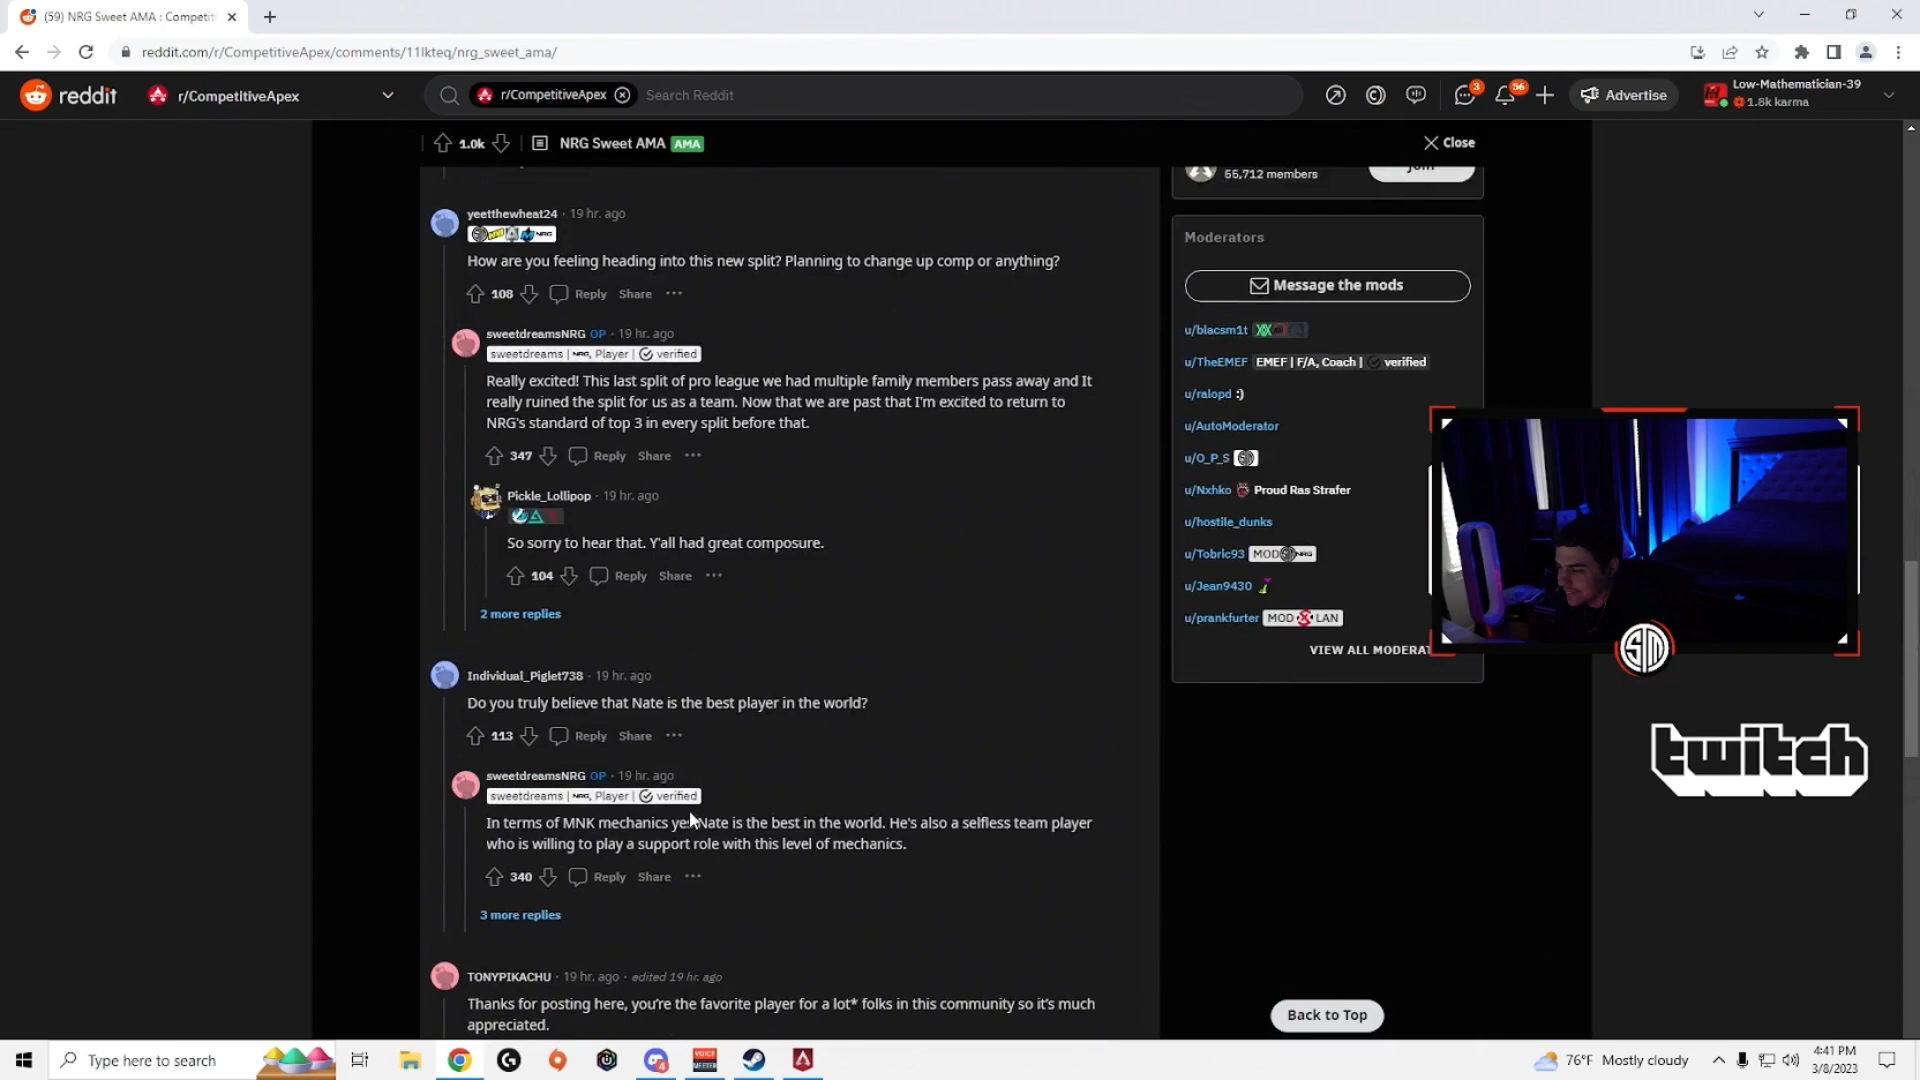 (59) NRG Sweet AMA : Competit
reddit.com/r/CompetitiveApex/comments/11lkteq/nrg_sweet_ama/
reddit
r/CompetitiveApex
r/CompetitiveApex
Search Reddit
3
56
Advertise
Low-Mathematician-39
1.8k karma
1.0k
NRG Sweet AMA AMA
Close
55,712 members
Join
yeetthewheat24 · 19 hr. ago
How are you feeling heading into this new split? Planning to change up comp or anything?
108 Reply Share ···
sweetdreamsNRG OP · 19 hr. ago
sweetdreams | NRG, Player | verified
Really excited! This last split of pro league we had multiple family members pass away and It
really ruined the split for us as a team. Now that we are past that I'm excited to return to
NRG's standard of top 3 in every split before that.
347 Reply Share ···
Pickle_Lollipop · 19 hr. ago
So sorry to hear that. Y'all had great composure.
104 Reply Share ···
2 more replies
Individual_Piglet738 · 19 hr. ago
Do you truly believe that Nate is the best player in the world?
113 Reply Share ···
sweetdreamsNRG OP · 19 hr. ago
sweetdreams | NRG, Player | verified
In terms of MNK mechanics yes Nate is the best in the world. He's also a selfless team player
who is willing to play a support role with this level of mechanics.
340 Reply Share ···
3 more replies
TONYPIKACHU · 19 hr. ago · edited 19 hr. ago
Thanks for posting here, you're the favorite player for a lot* folks in this community so it's much
appreciated.
Moderators
Message the mods
u/blacsm1t
u/TheEMEF EMEF | F/A, Coach | verified
u/ralopd :)
u/AutoModerator
u/O_P_S
u/Nxhko Proud Ras Strafer
u/hostile_dunks
u/Tobric93 MOD NRG
u/Jean9430
u/prankfurter MOD LAN
VIEW ALL MODERAT
TSM
twitch
Back to Top
Type here to search
4
VOICE
MEETER
76°F Mostly cloudy
4:41 PM
3/8/2023